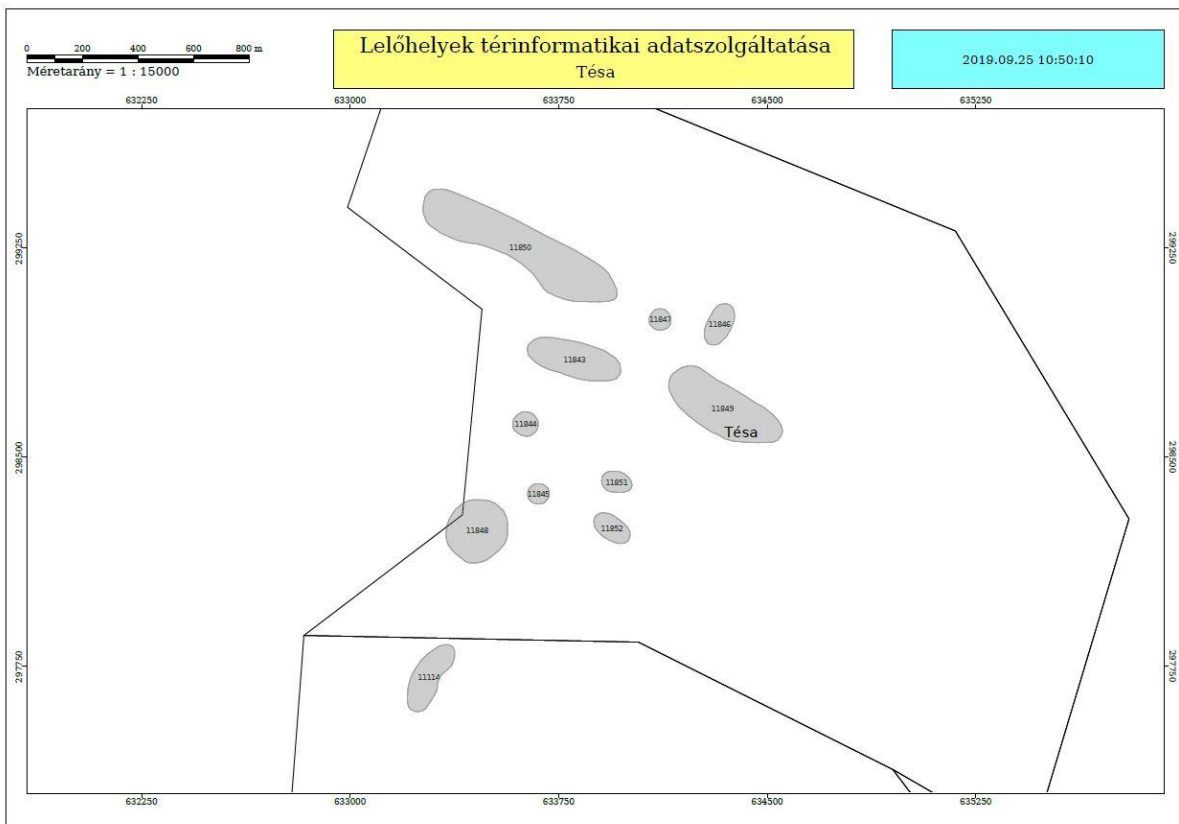 0 200 400 600 800 m
Méretarány = 1 : 15000
Lelőhelyek térinformatikai adatszolgáltatása
Tésa
2019.09.25 10:50:10
632250 633000 633750 634500 635250
299250
299250
11850
11847
11846
11843
11849
Tésa
11844
298500
298500
11851
11845
11852
11848
297750
297750
11114
632250 633000 633750 634500 635250